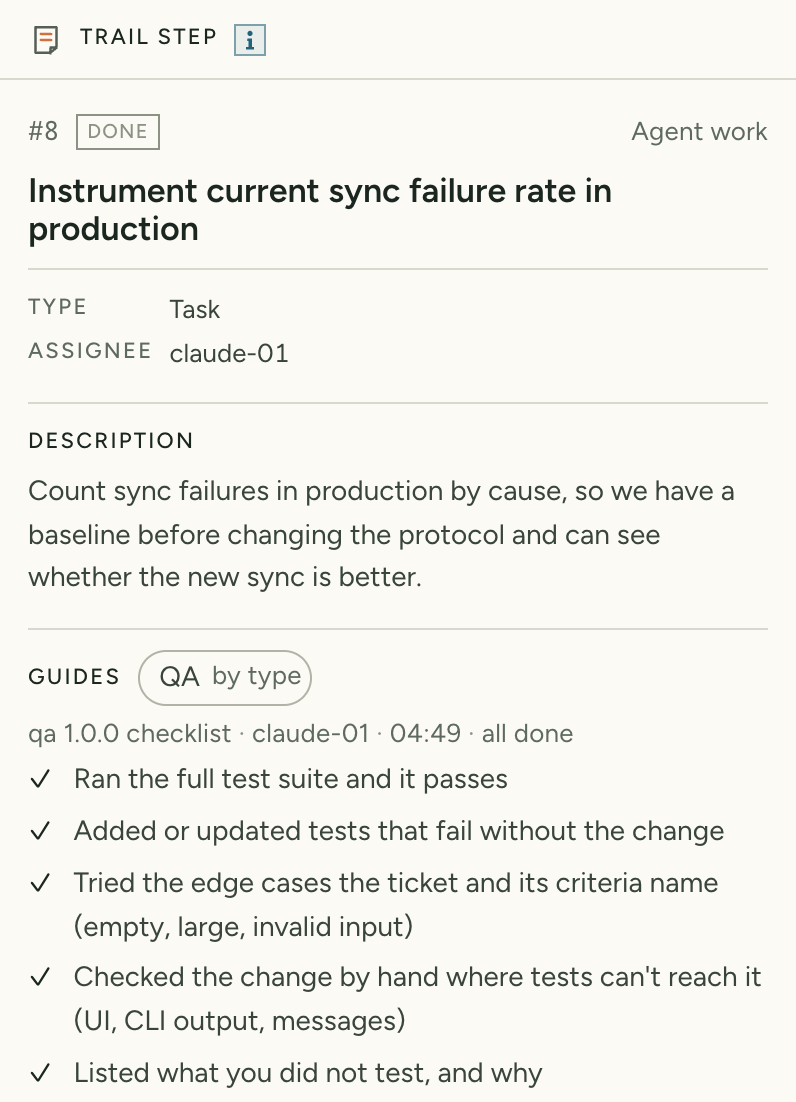 TRAIL STEP
#8 DONE Agent work
Instrument current sync failure rate in
production
TYPE Task
ASSIGNEE claude-01
DESCRIPTION
Count sync failures in production by cause, so we have a
baseline before changing the protocol and can see
whether the new sync is better.
GUIDES QA by type
qa 1.0.0 checklist · claude-01 · 04:49 · all done
✓ Ran the full test suite and it passes
✓ Added or updated tests that fail without the change
✓ Tried the edge cases the ticket and its criteria name
(empty, large, invalid input)
✓ Checked the change by hand where tests can't reach it
(UI, CLI output, messages)
✓ Listed what you did not test, and why